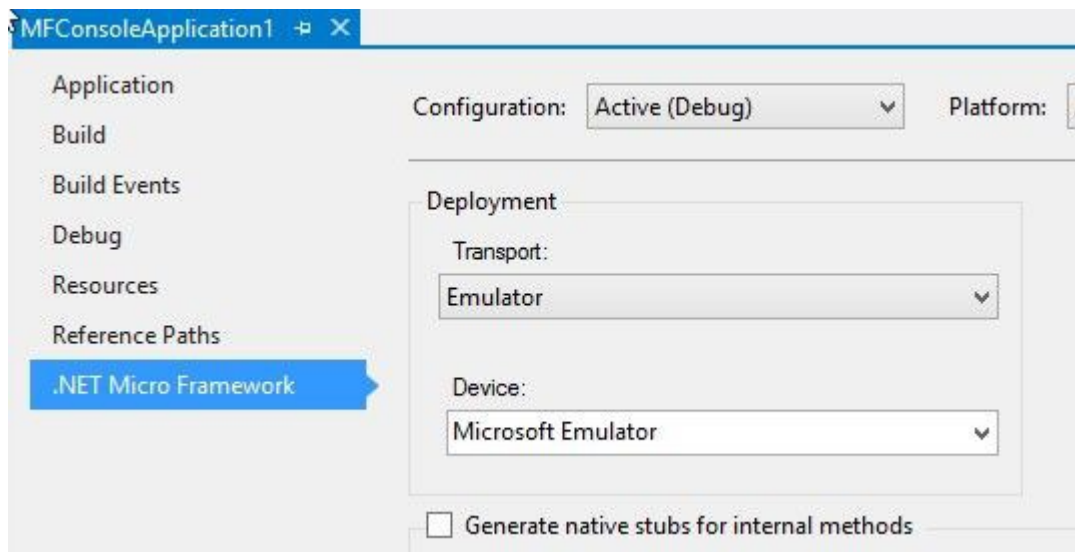 MFConsoleApplication1
Application
Build
Build Events
Debug
Resources
Reference Paths
.NET Micro Framework
Configuration: Active (Debug) Platform:
Deployment
Transport:
Emulator
Device:
Microsoft Emulator
Generate native stubs for internal methods